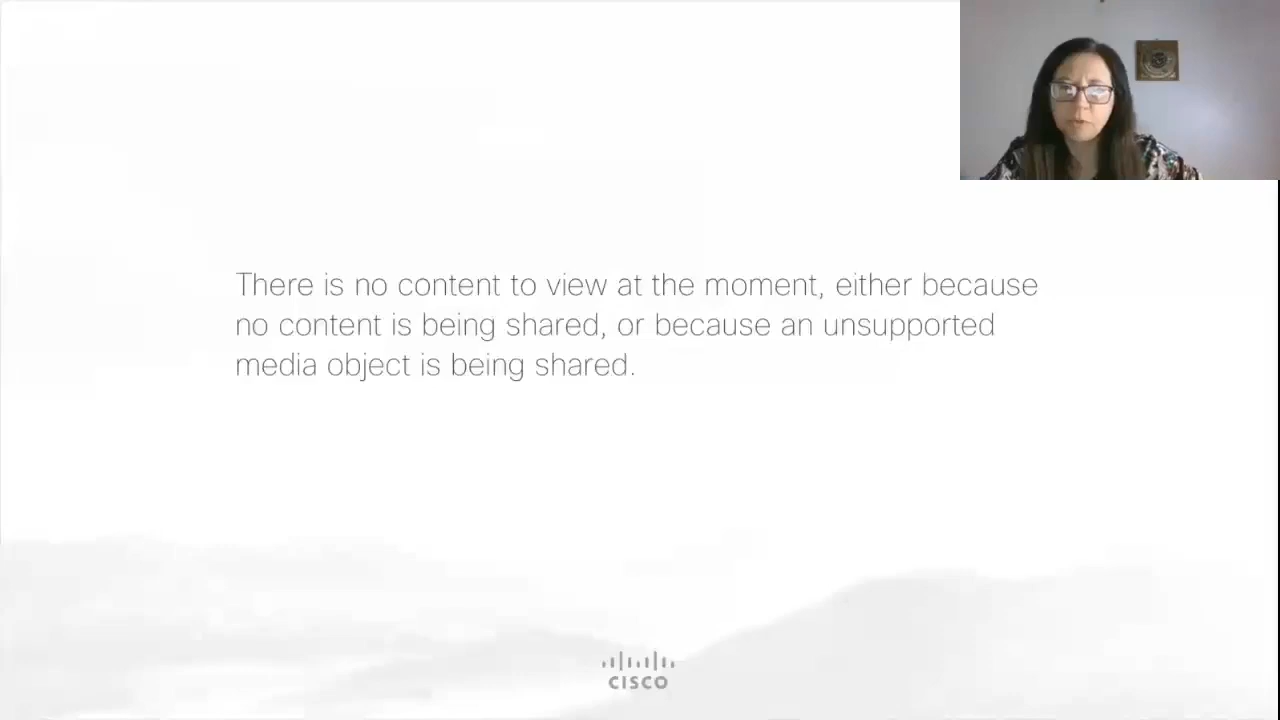 There is no content to view at the moment, either because
no content is being shared, or because an unsupported
media object is being shared.
CISCO